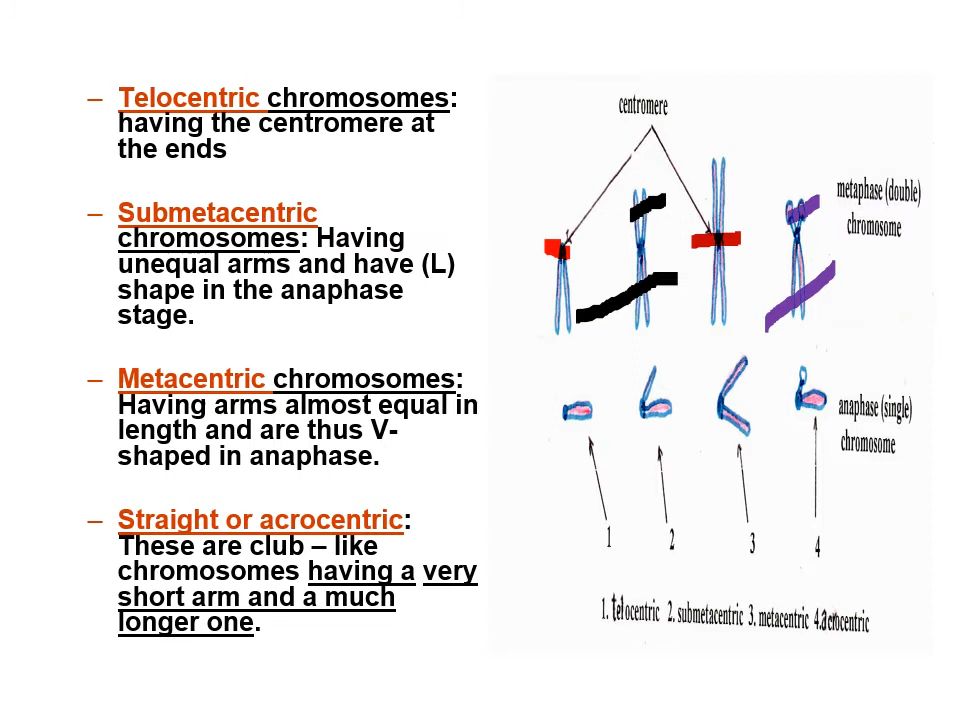 – Telocentric chromosomes:
having the centromere at
the ends
– Submetacentric
chromosomes: Having
unequal arms and have (L)
shape in the anaphase
stage.
– Metacentric chromosomes:
Having arms almost equal in
length and are thus V-
shaped in anaphase.
– Straight or acrocentric:
These are club – like
chromosomes having a very
short arm and a much
longer one.
centromere
metaphase (double)
chromosome
anaphase (single)
chromosome
1 2 3 4
1. telocentric 2. submetacentric 3. metacentric 4. acrocentric